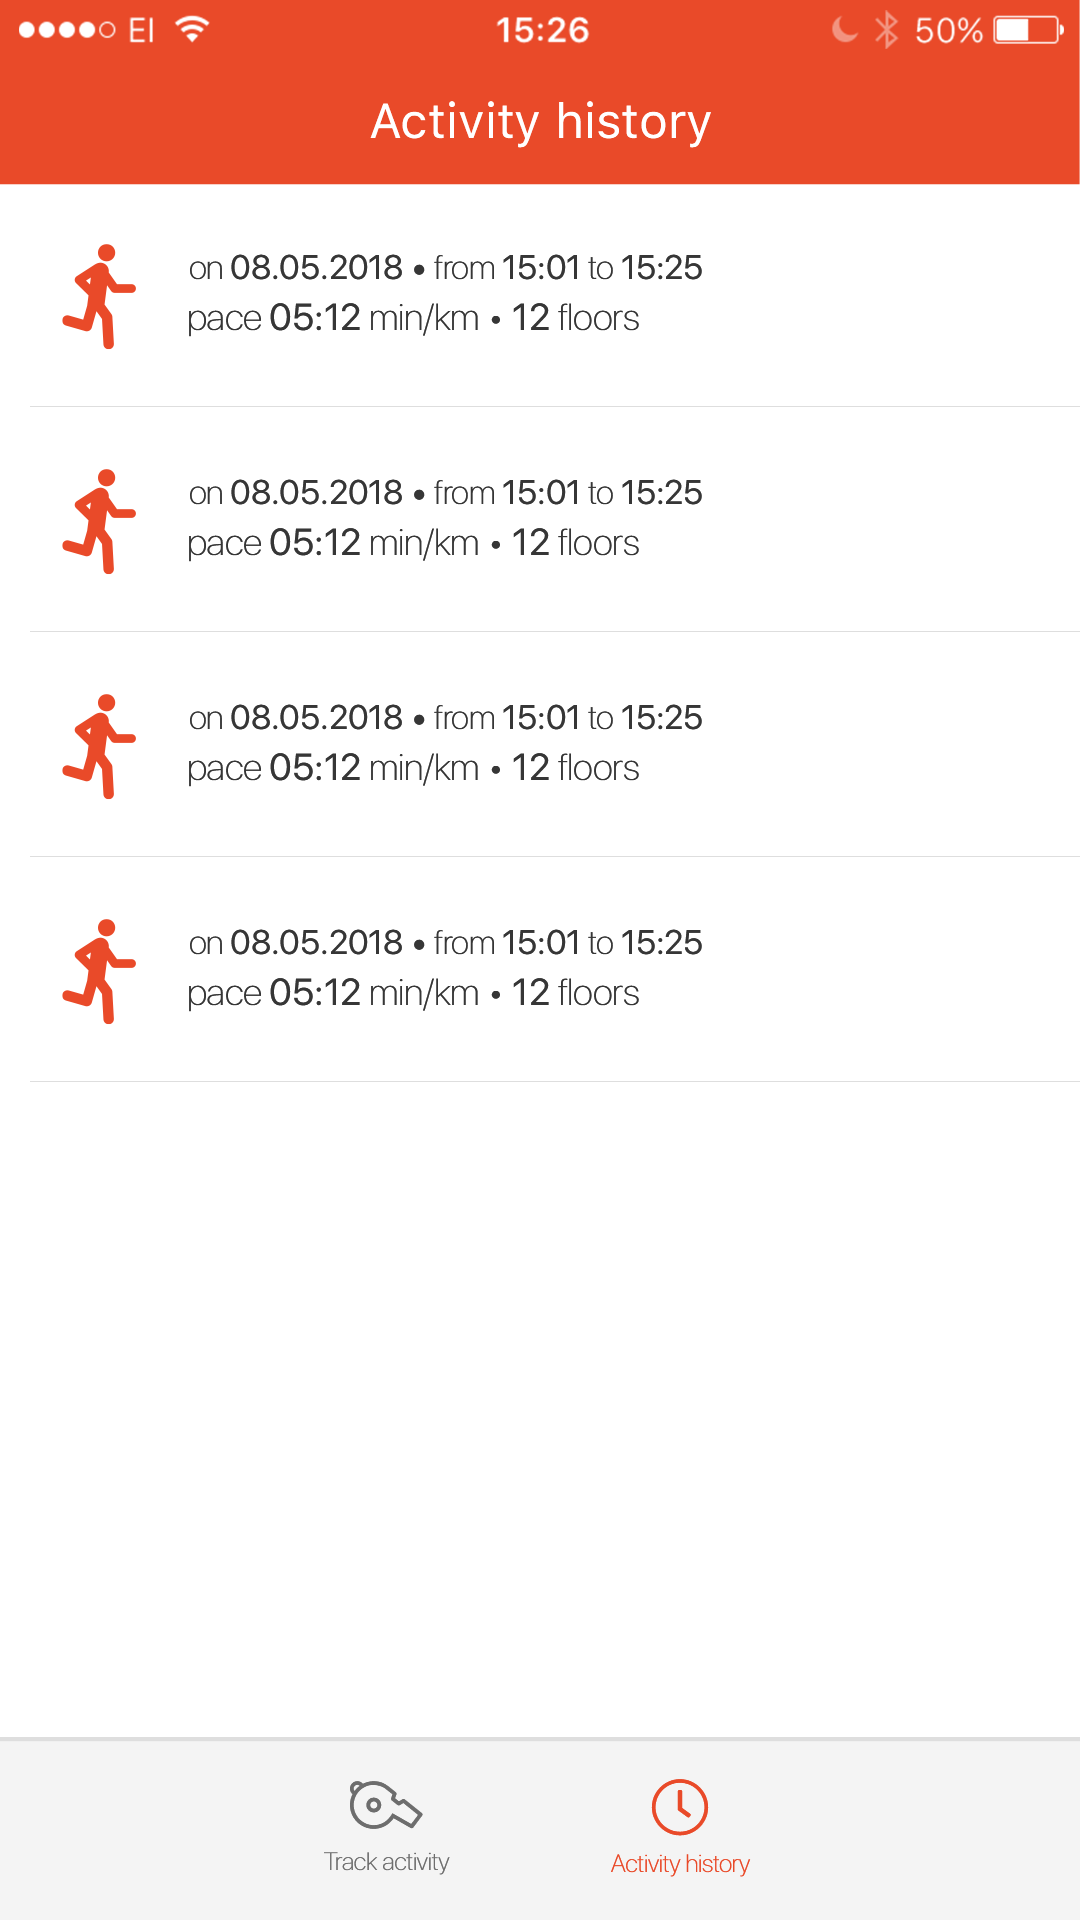 EI 15:26 50%
Activity history
on 08.05.2018 • from 15:01 to 15:25
pace 05:12 min/km • 12 floors
on 08.05.2018 • from 15:01 to 15:25
pace 05:12 min/km • 12 floors
on 08.05.2018 • from 15:01 to 15:25
pace 05:12 min/km • 12 floors
on 08.05.2018 • from 15:01 to 15:25
pace 05:12 min/km • 12 floors
Track activity
Activity history